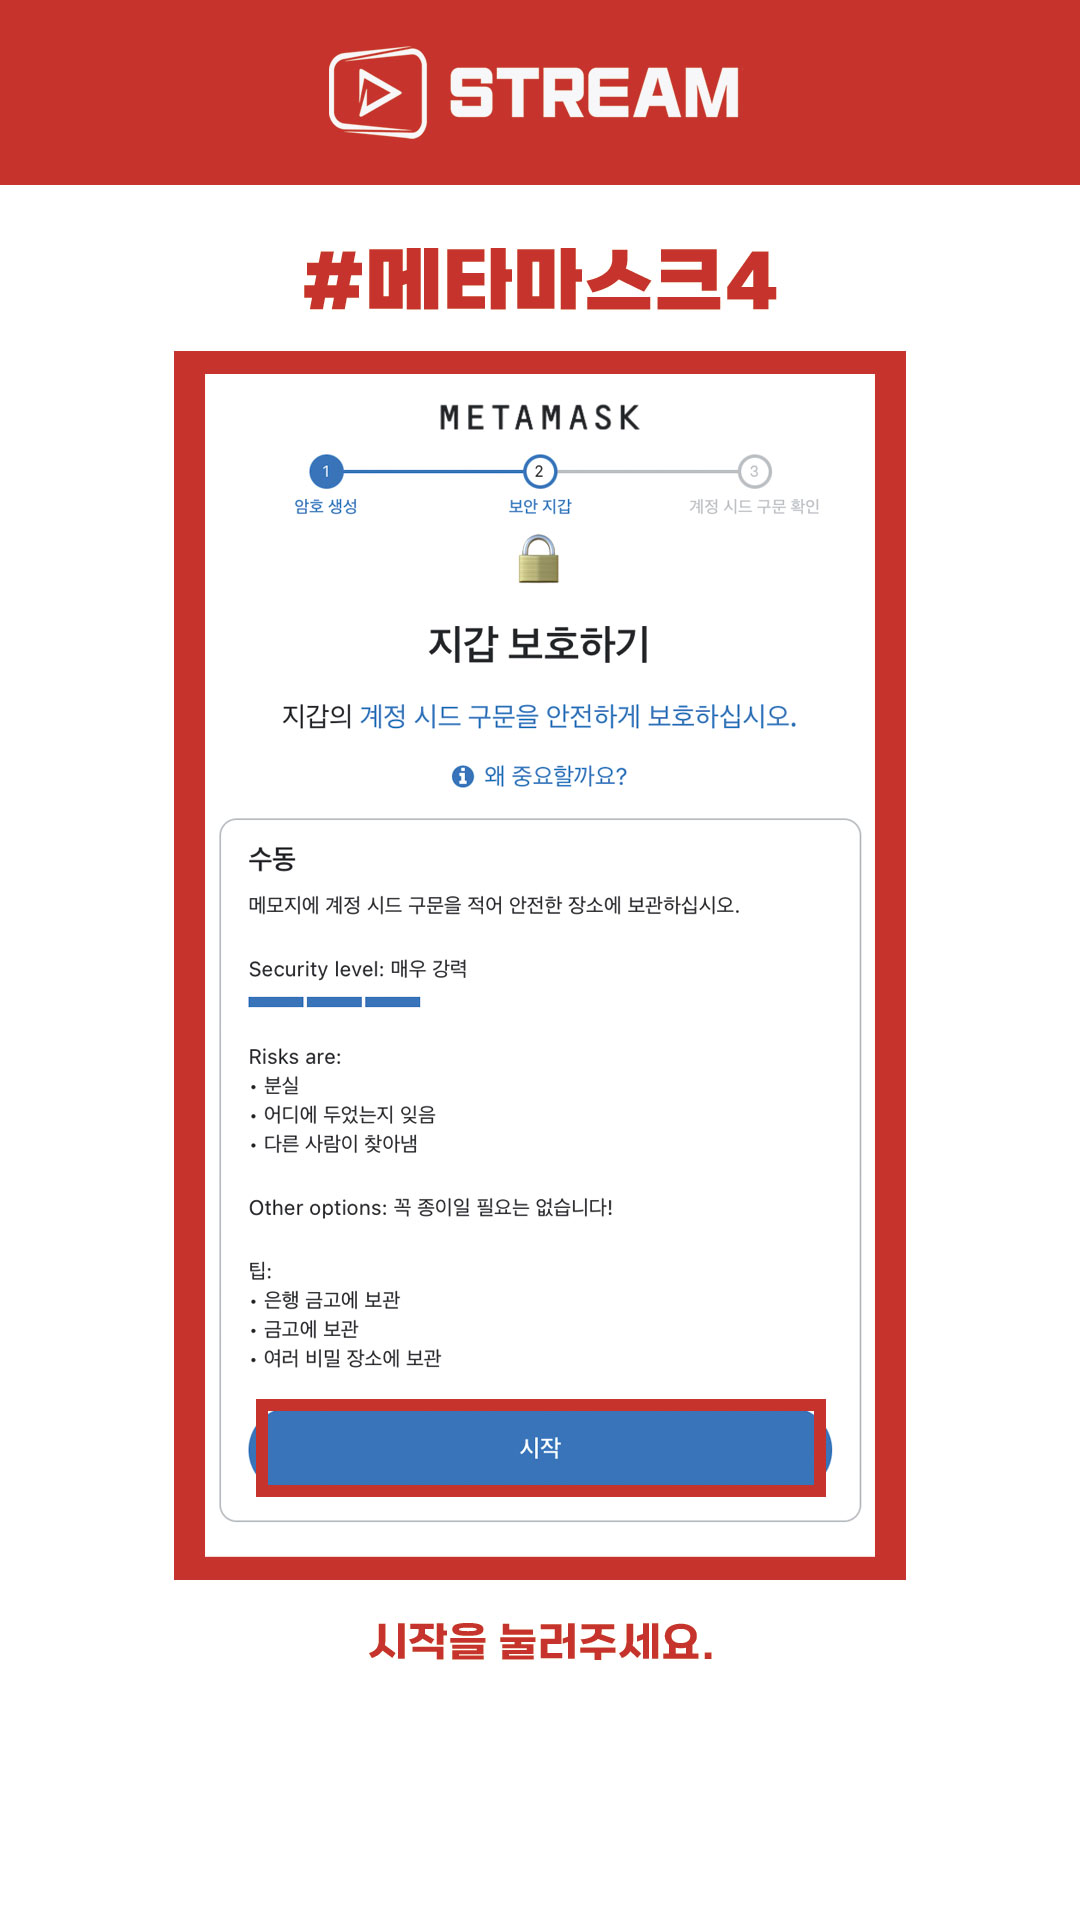 STREAM
#메타마스크4
METAMASK
1 2 3
암호 생성 보안 지갑 계정 시드 구문 확인
지갑 보호하기
지갑의 계정 시드 구문을 안전하게 보호하십시오.
왜 중요할까요?
수동
메모지에 계정 시드 구문을 적어 안전한 장소에 보관하십시오.
Security level: 매우 강력
Risks are:
• 분실
• 어디에 두었는지 잊음
• 다른 사람이 찾아냄
Other options: 꼭 종이일 필요는 없습니다!
팁:
• 은행 금고에 보관
• 금고에 보관
• 여러 비밀 장소에 보관
시작
시작을 눌러주세요.